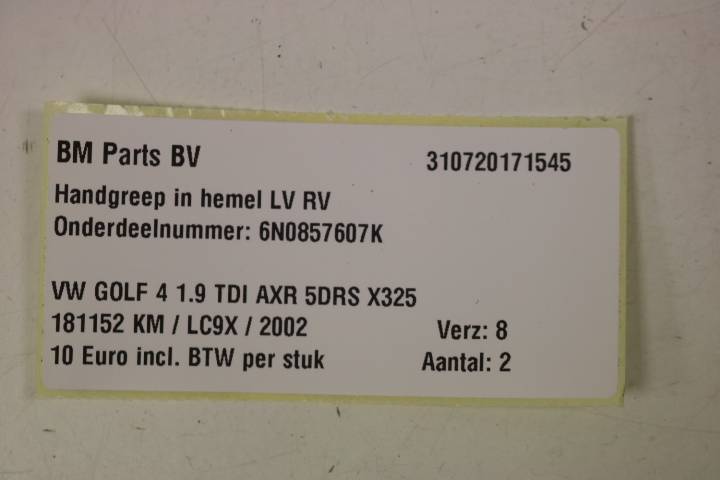 BM Parts BV 310720171545
Handgreep in hemel LV RV
Onderdeelnummer: 6N0857607K
VW GOLF 4 1.9 TDI AXR 5DRS X325
181152 KM / LC9X / 2002 Verz: 8
10 Euro incl. BTW per stuk Aantal: 2